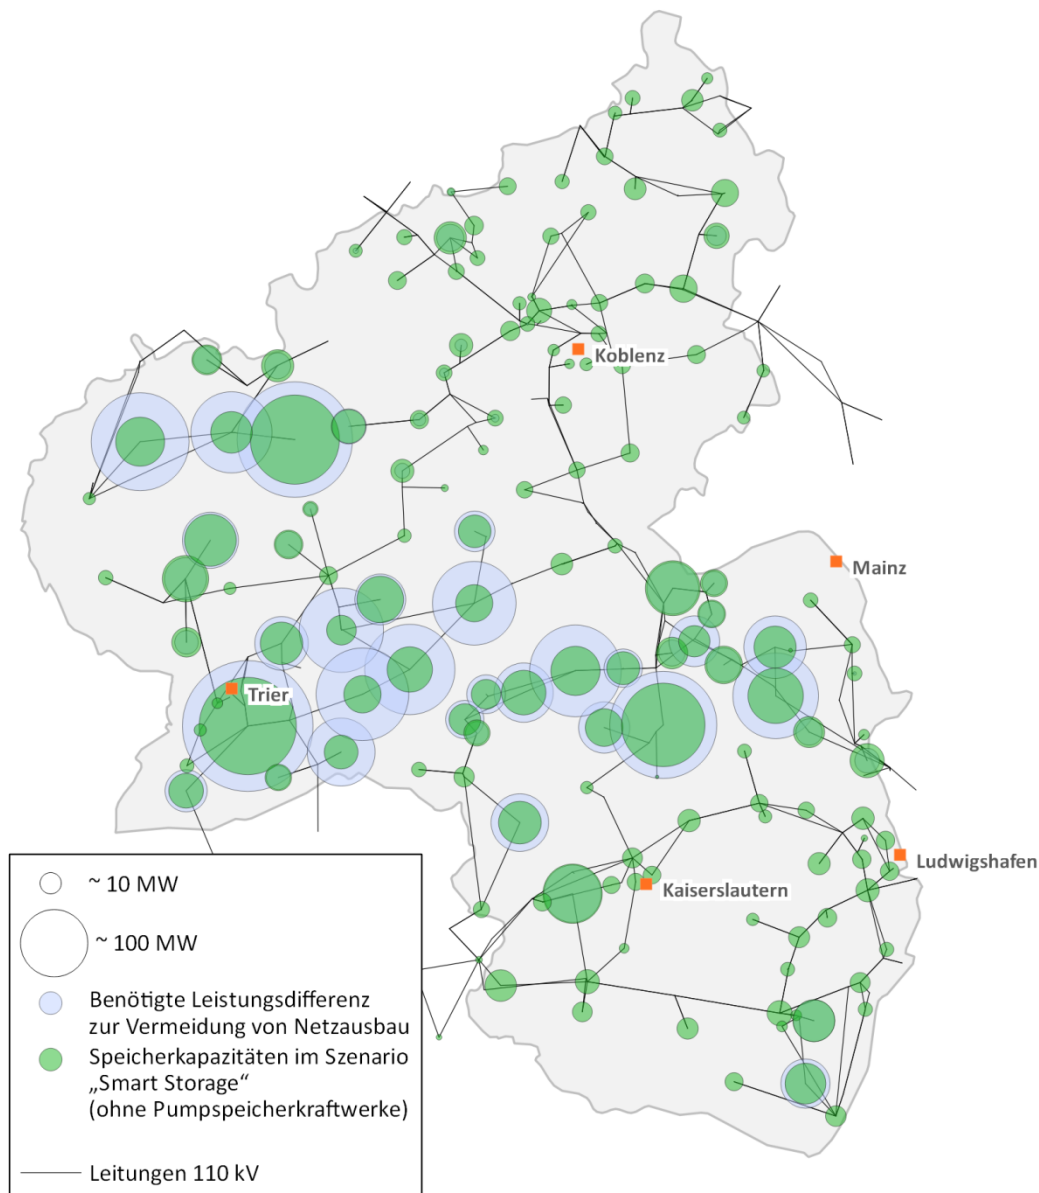 Koblenz
Mainz
Trier
Ludwigshafen
Kaiserslautern
~ 10 MW
~ 100 MW
Benötigte Leistungsdifferenz
zur Vermeidung von Netzausbau
Speicherkapazitäten im Szenario
„Smart Storage“
(ohne Pumpspeicherkraftwerke)
Leitungen 110 kV